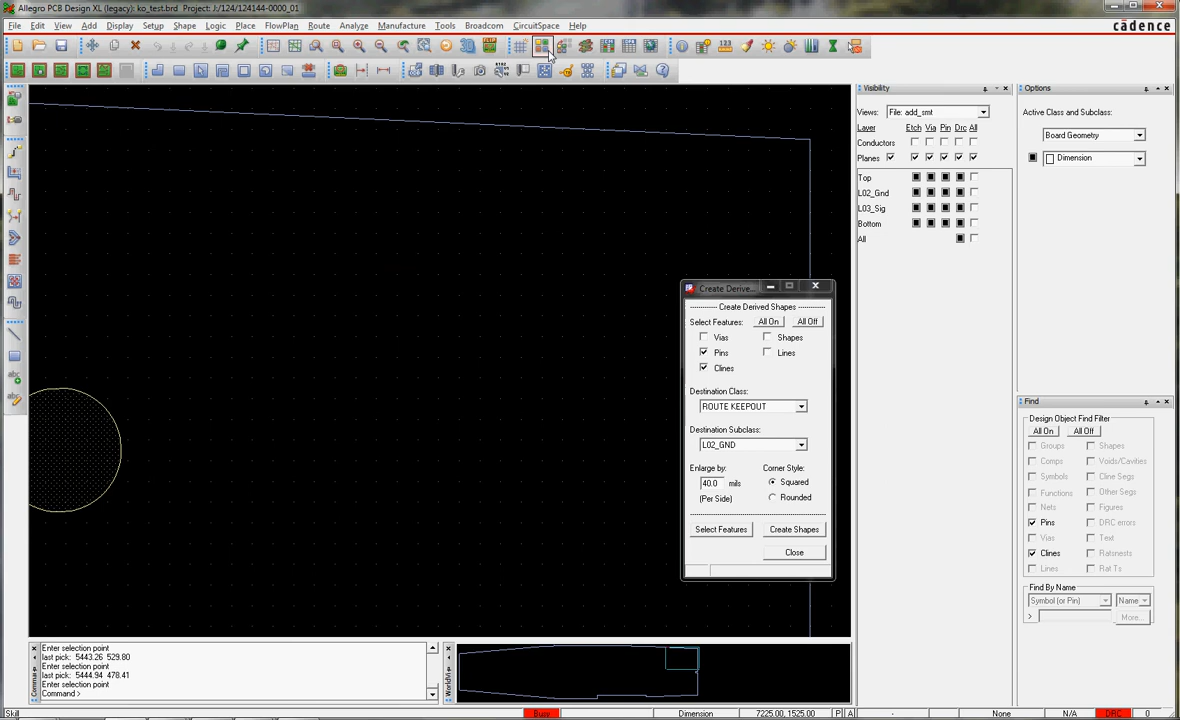 Allegro PCB Design XL (legacy): ko_test.brd Project: J:/124/124144-0000_01
File Edit View Add Display Setup Shape Logic Place FlowPlan Route Analyze Manufacture Tools Broadcom CircuitSpace Help
cādence
Visibility
Views: File: add_smt
Layer Etch Via Pin Drc All
Conductors
Planes
Top
L02_Gnd
L03_Sig
Bottom
All
Options
Active Class and Subclass:
Board Geometry
Dimension
Create Derive...
Create Derived Shapes
Select Features: All On All Off
Vias Shapes
Pins Lines
Clines
Destination Class:
ROUTE KEEPOUT
Destination Subclass:
L02_GND
Enlarge by: Corner Style:
40.0 mils Squared
(Per Side) Rounded
Select Features Create Shapes
Close
Find
Design Object Find Filter
All On All Off
Groups Shapes
Comps Voids/Cavities
Symbols Cline Segs
Functions Other Segs
Nets Figures
Pins DRC errors
Vias Text
Clines Ratsnests
Lines Rat Ts
Find By Name
Symbol (or Pin) Name
> More...
Command
Enter selection point
last pick: 5443.26 529.80
Enter selection point
last pick: 5444.94 478.41
Enter selection point
Command >
WorldView
Skill Busy Dimension 7225.00, 1525.00 P A - None N/A DRC 0